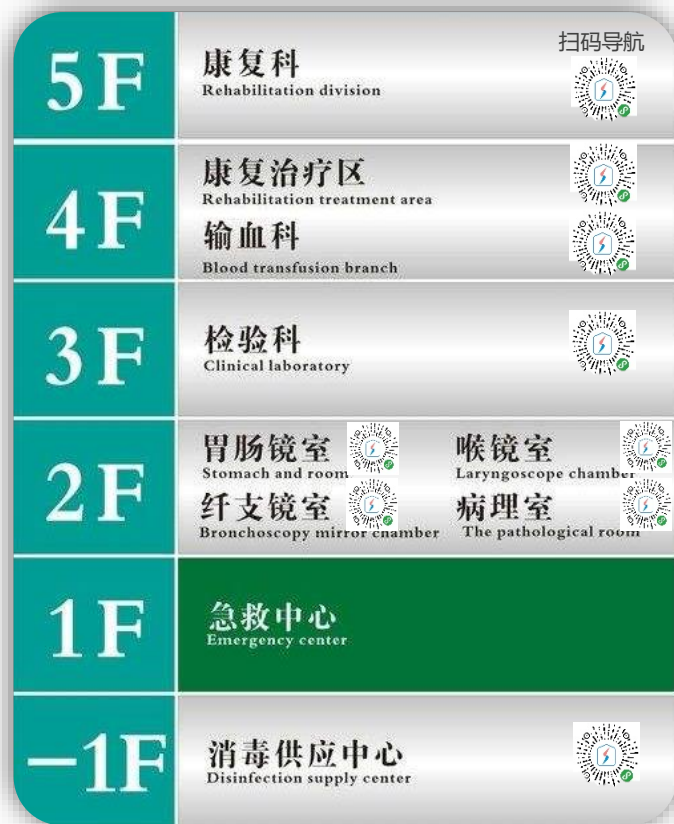 扫码导航
5F
康复科
Rehabilitation division
4F
康复治疗区
Rehabilitation treatment area
输血科
Blood transfusion branch
3F
检验科
Clinical laboratory
2F
胃肠镜室
Stomach and room
喉镜室
Laryngoscope chamber
纤支镜室
Bronchoscopy mirror chamber
病理室
The pathological room
1F
急救中心
Emergency center
-1F
消毒供应中心
Disinfection supply center